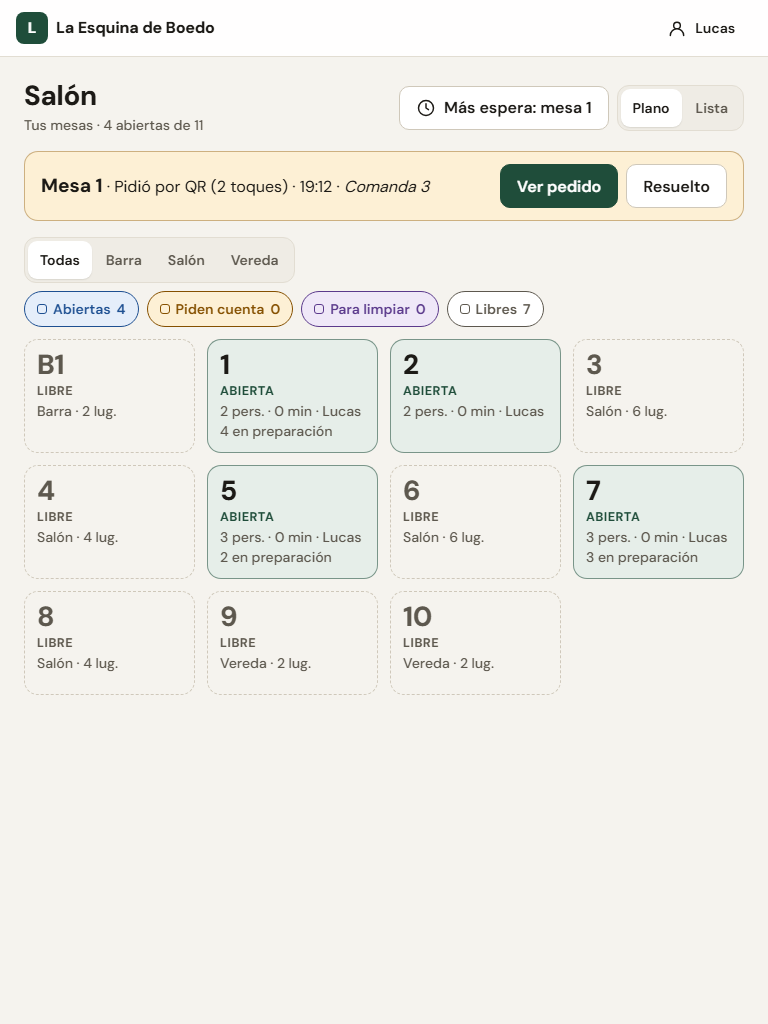 L La Esquina de Boedo
Lucas
Salón
Tus mesas · 4 abiertas de 11
Más espera: mesa 1
Plano Lista
Mesa 1 · Pidió por QR (2 toques) · 19:12 · Comanda 3
Ver pedido
Resuelto
Todas Barra Salón Vereda
Abiertas 4 Piden cuenta 0 Para limpiar 0 Libres 7
B1
LIBRE
Barra · 2 lug.
1
ABIERTA
2 pers. · 0 min · Lucas
4 en preparación
2
ABIERTA
2 pers. · 0 min · Lucas
3
LIBRE
Salón · 6 lug.
4
LIBRE
Salón · 4 lug.
5
ABIERTA
3 pers. · 0 min · Lucas
2 en preparación
6
LIBRE
Salón · 6 lug.
7
ABIERTA
3 pers. · 0 min · Lucas
3 en preparación
8
LIBRE
Salón · 4 lug.
9
LIBRE
Vereda · 2 lug.
10
LIBRE
Vereda · 2 lug.